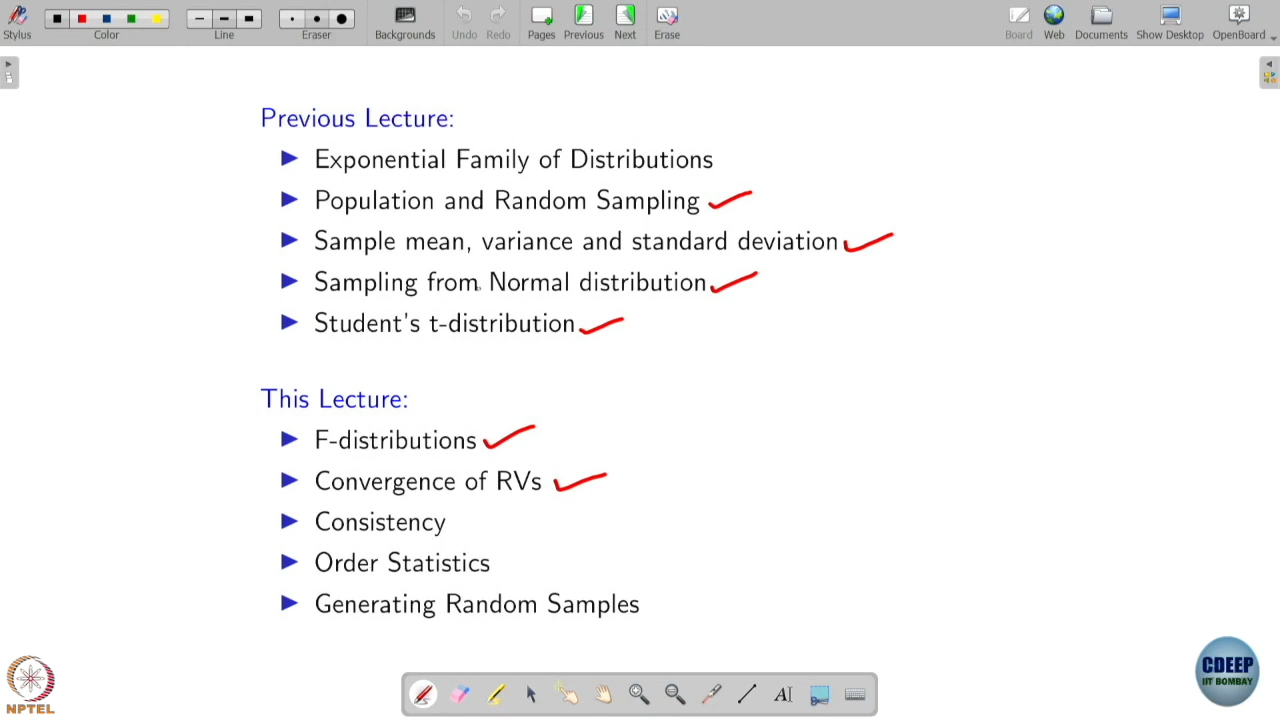 Stylus
Color
Line
Eraser
Backgrounds
Undo
Redo
Pages
Previous
Next
Erase
Board
Web
Documents
Show Desktop
OpenBoard
Previous Lecture:
Exponential Family of Distributions
Population and Random Sampling
Sample mean, variance and standard deviation
Sampling from Normal distribution
Student's t-distribution
This Lecture:
F-distributions
Convergence of RVs
Consistency
Order Statistics
Generating Random Samples
AI
NPTEL
CDEEP
IIT BOMBAY